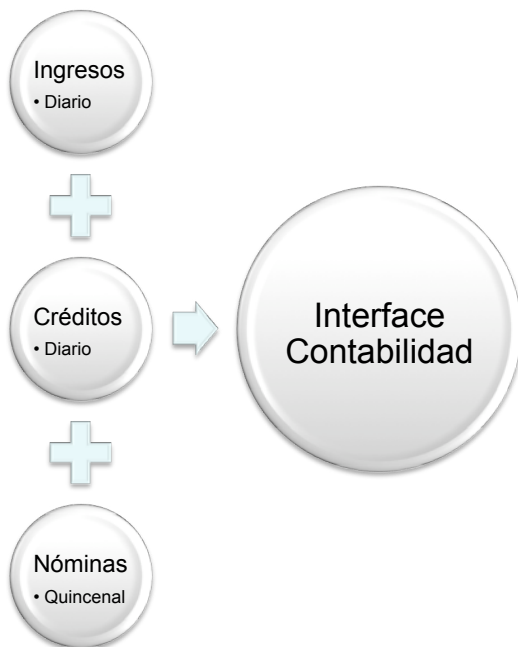 Ingresos
• Diario
Créditos
• Diario
Nóminas
• Quincenal
Interface
Contabilidad